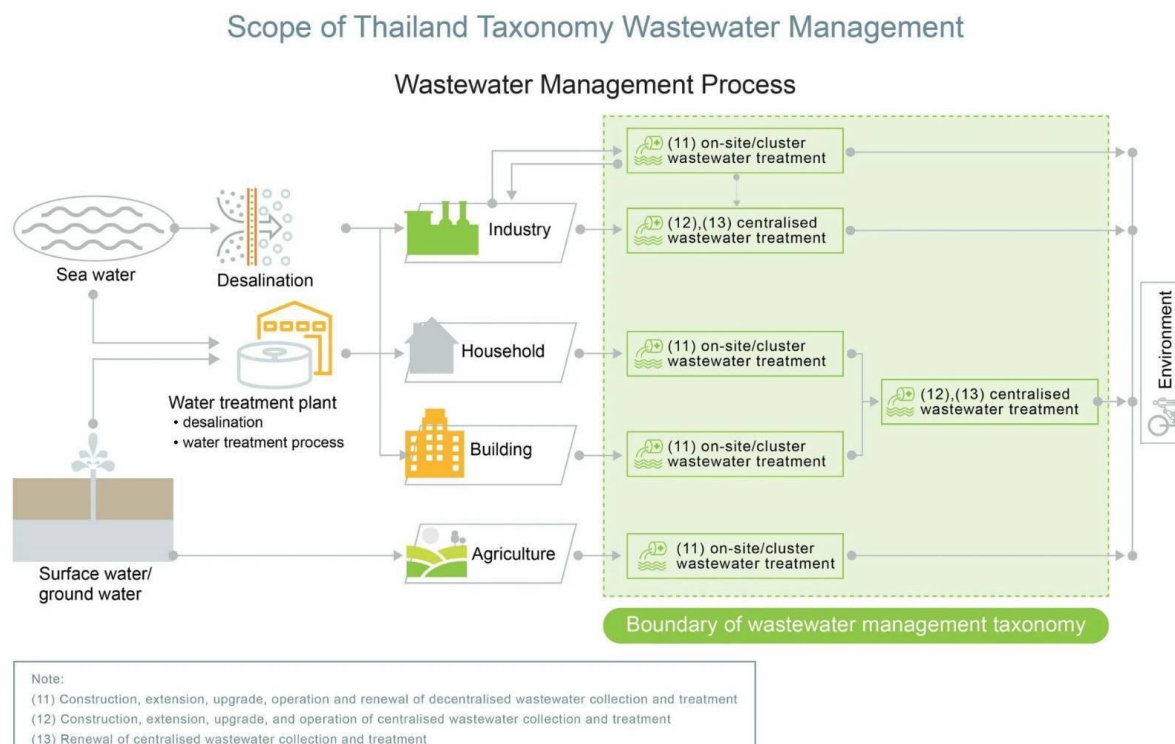 Scope of Thailand Taxonomy Wastewater Management
Wastewater Management Process
(11) on-site/cluster
wastewater treatment
Industry
(12),(13) centralised
wastewater treatment
Sea water
Desalination
Household
(11) on-site/cluster
wastewater treatment
(12),(13) centralised
wastewater treatment
Environment
Water treatment plant
• desalination
• water treatment process
Building
(11) on-site/cluster
wastewater treatment
Agriculture
(11) on-site/cluster
wastewater treatment
Surface water/
ground water
Boundary of wastewater management taxonomy
Note:
(11) Construction, extension, upgrade, operation and renewal of decentralised wastewater collection and treatment
(12) Construction, extension, upgrade, and operation of centralised wastewater collection and treatment
(13) Renewal of centralised wastewater collection and treatment